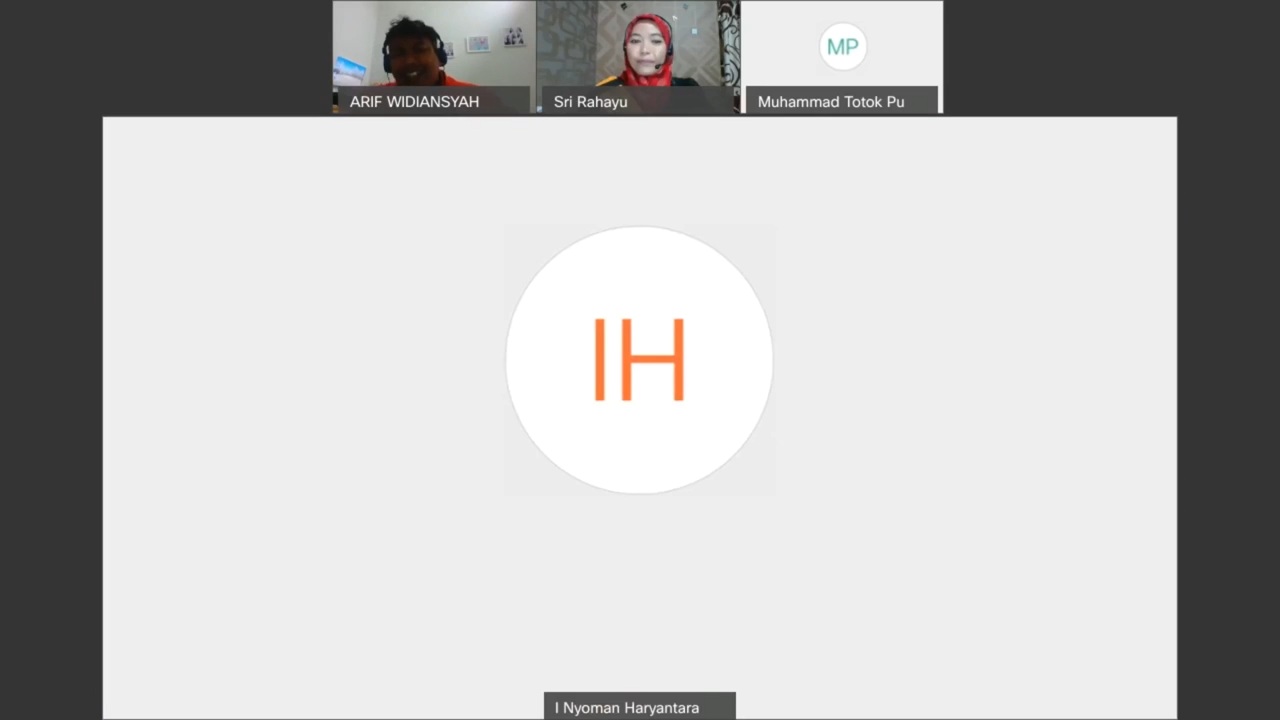 ARIF WIDIANSYAH
Sri Rahayu
MP
Muhammad Totok Pu
IH
I Nyoman Haryantara